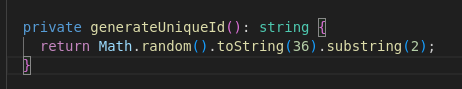 private generateUniqueId(): string {
return Math.random().toString(36).substring(2);
}